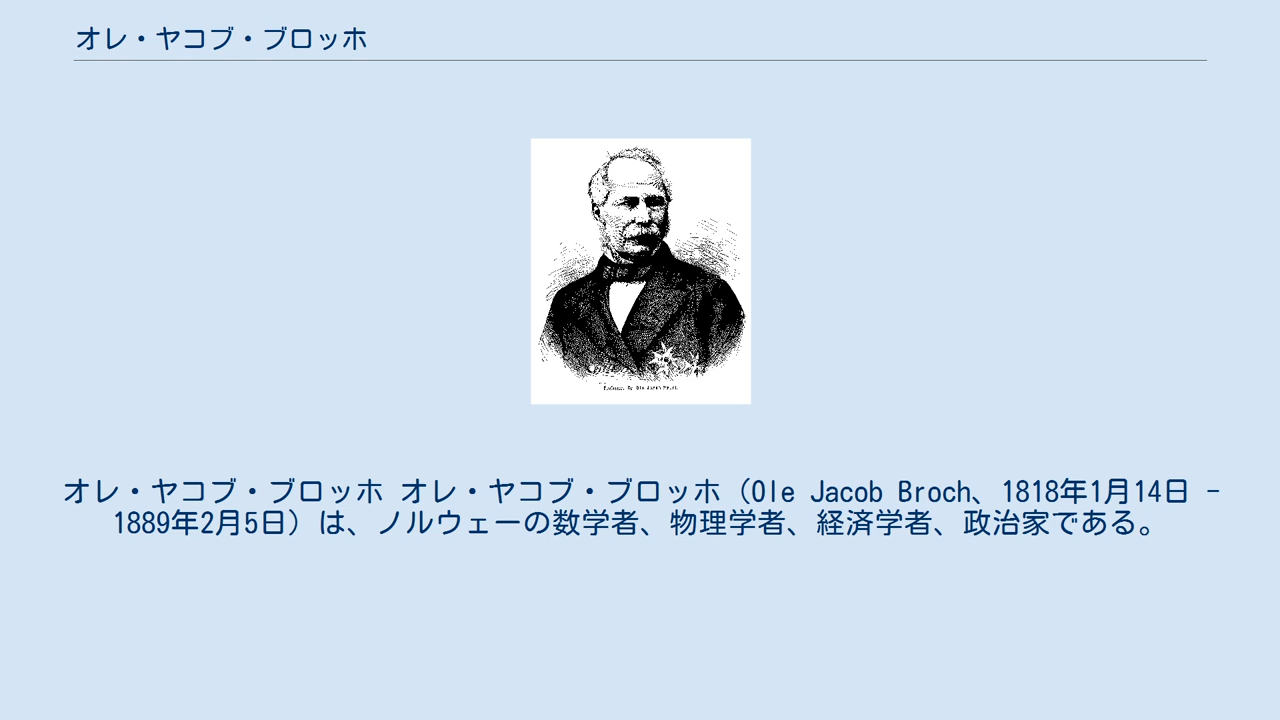 オレ・ヤコブ・ブロッホ
オレ・ヤコブ・ブロッホ オレ・ヤコブ・ブロッホ（Ole Jacob Broch、1818年1月14日 -
1889年2月5日）は、ノルウェーの数学者、物理学者、経済学者、政治家である。